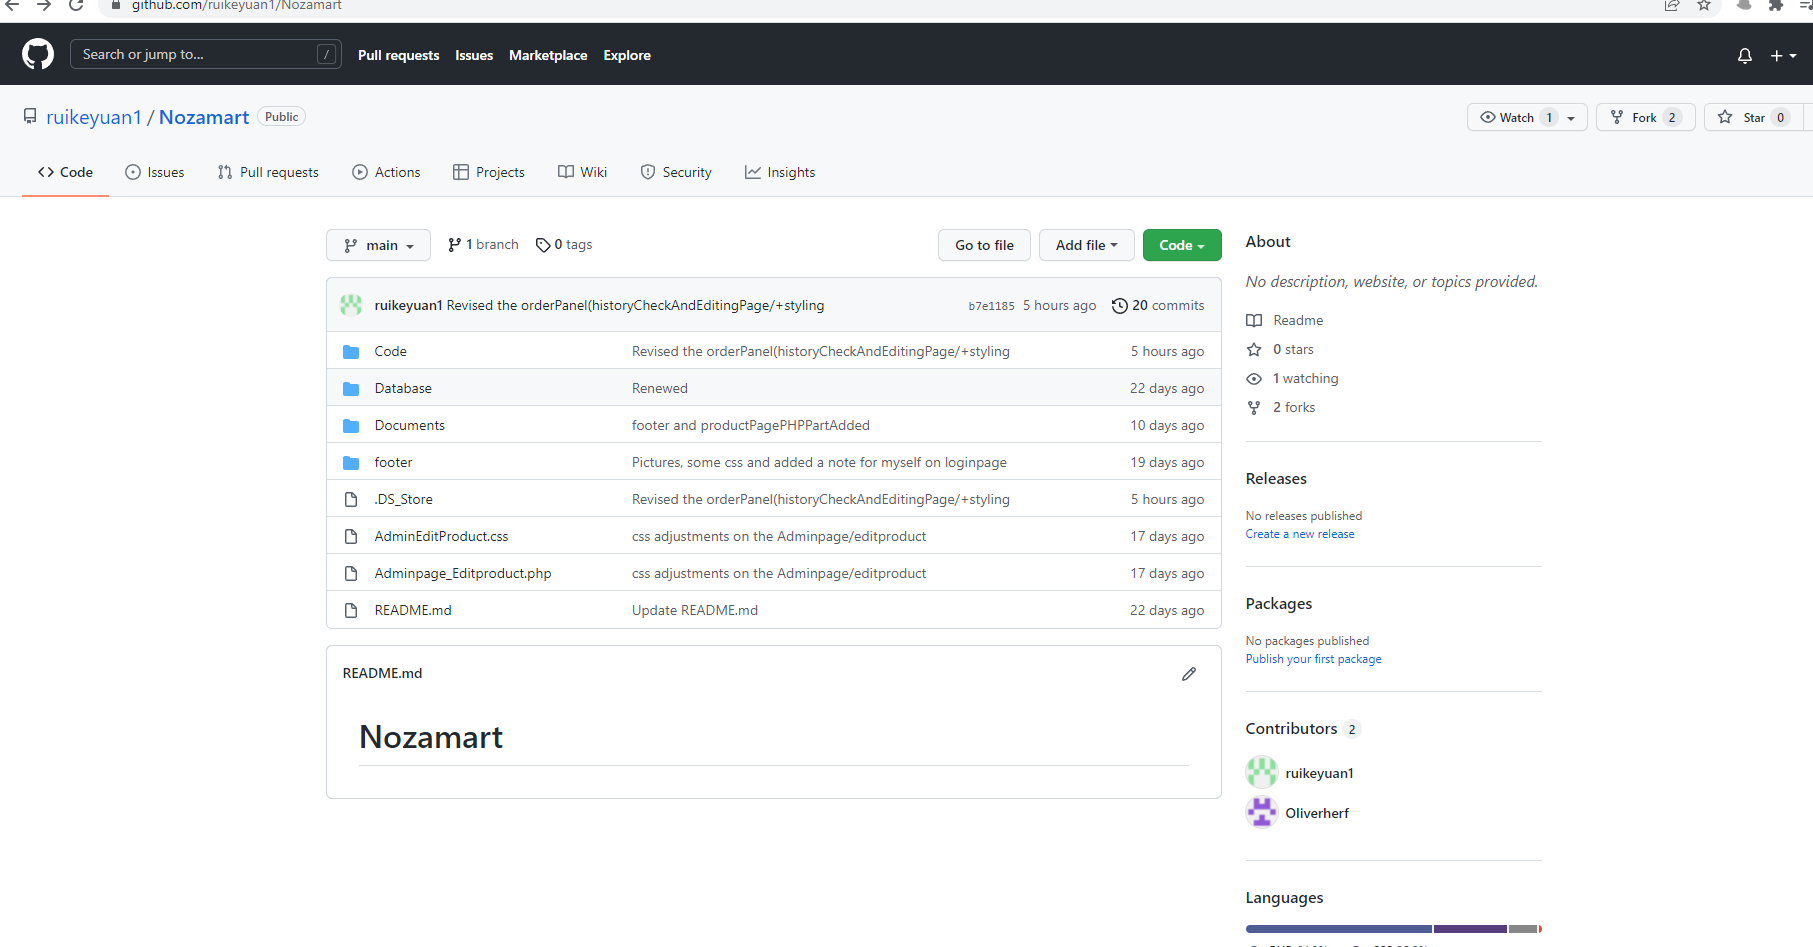 github.com/ruikeyuan1/Nozamart
Search or jump to... /
Pull requests Issues Marketplace Explore
ruikeyuan1 / Nozamart Public
Watch 1 Fork 2 Star 0
Code Issues Pull requests Actions Projects Wiki Security Insights
main 1 branch 0 tags Go to file Add file Code
ruikeyuan1 Revised the orderPanel(historyCheckAndEditingPage/+styling b7e1185 5 hours ago 20 commits
Code Revised the orderPanel(historyCheckAndEditingPage/+styling 5 hours ago
Database Renewed 22 days ago
Documents footer and productPagePHPPartAdded 10 days ago
footer Pictures, some css and added a note for myself on loginpage 19 days ago
.DS_Store Revised the orderPanel(historyCheckAndEditingPage/+styling 5 hours ago
AdminEditProduct.css css adjustments on the Adminpage/editproduct 17 days ago
Adminpage_Editproduct.php css adjustments on the Adminpage/editproduct 17 days ago
README.md Update README.md 22 days ago
README.md
Nozamart
About
No description, website, or topics provided.
Readme
0 stars
1 watching
2 forks
Releases
No releases published
Create a new release
Packages
No packages published
Publish your first package
Contributors 2
ruikeyuan1
Oliverherf
Languages